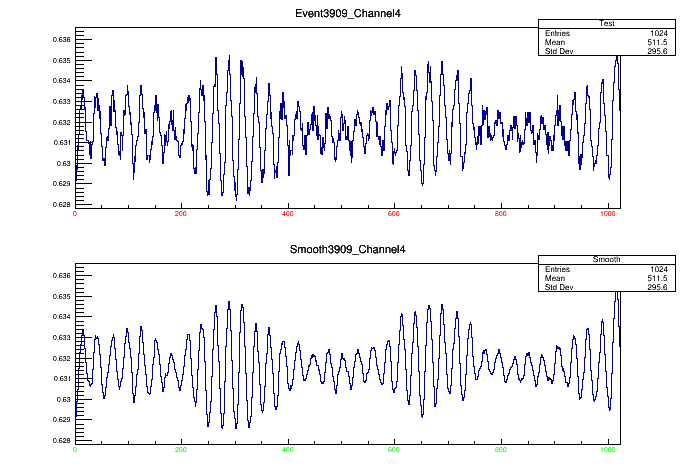 Event3909_Channel4
Test
Entries 1024
Mean 511.5
Std Dev 295.6
0.636
0.635
0.634
0.633
0.632
0.631
0.63
0.629
0.628
0 200 400 600 800 1000
Smooth3909_Channel4
Smooth
Entries 1024
Mean 511.5
Std Dev 295.6
0.636
0.635
0.634
0.633
0.632
0.631
0.63
0.629
0.628
0 200 400 600 800 1000